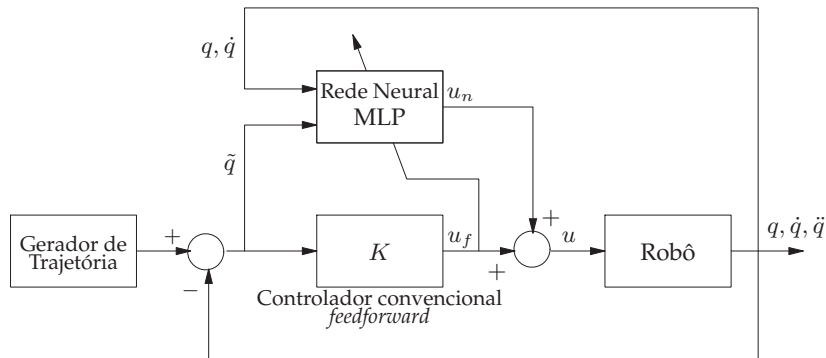 q, q̇
Rede Neural
MLP
u_n
q̃
Gerador de
Trajetória
+
−
K
u_f
+
+
u
Robô
q, q̇, q̈
Controlador convencional
feedforward